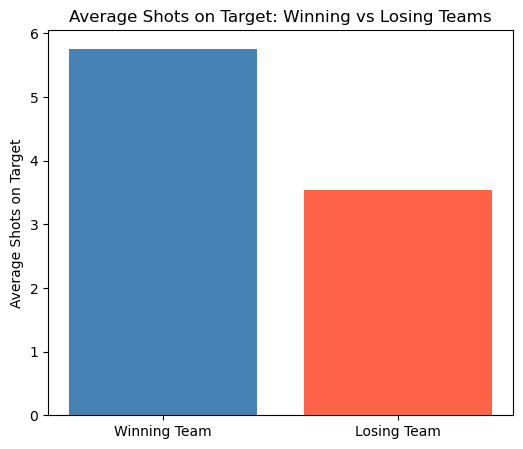 Average Shots on Target: Winning vs Losing Teams
Average Shots on Target
6
5
4
3
2
1
0
Winning Team
Losing Team